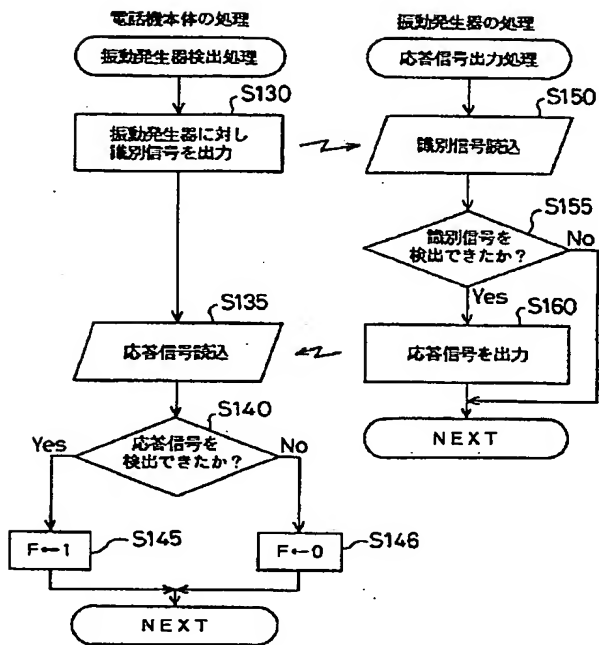 電話機本体の処理
振動発生器検出処理
S130
振動発生器に対し
識別信号を出力
S135
応答信号読込
S140
応答信号を
検出できたか?
Yes
No
F←1
S145
F←0
S146
NEXT
振動発生器の処理
応答信号出力処理
S150
識別信号読込
S155
識別信号を
検出できたか?
No
Yes
S160
応答信号を出力
NEXT